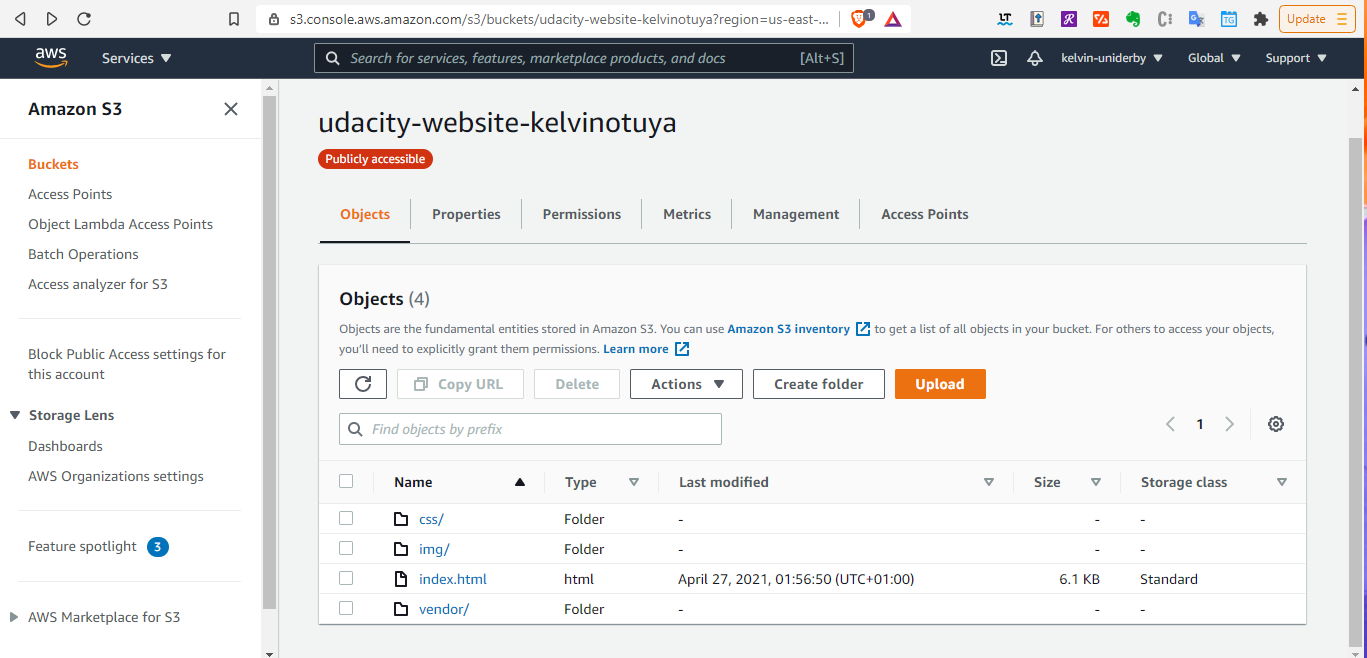 s3.console.aws.amazon.com/s3/buckets/udacity-website-kelvinotuya?region=us-east-...
1
LT
TG
Update
aws
Services
Search for services, features, marketplace products, and docs
[Alt+S]
kelvin-uniderby
Global
Support
Amazon S3
Buckets
Access Points
Object Lambda Access Points
Batch Operations
Access analyzer for S3
Block Public Access settings for
this account
Storage Lens
Dashboards
AWS Organizations settings
Feature spotlight 3
AWS Marketplace for S3
udacity-website-kelvinotuya
Publicly accessible
Objects Properties Permissions Metrics Management Access Points
Objects (4)
Objects are the fundamental entities stored in Amazon S3. You can use Amazon S3 inventory to get a list of all objects in your bucket. For others to access your objects,
you'll need to explicitly grant them permissions. Learn more
Copy URL Delete Actions Create folder Upload
Find objects by prefix
1
Name Type Last modified Size Storage class
css/ Folder - - -
img/ Folder - - -
index.html html April 27, 2021, 01:56:50 (UTC+01:00) 6.1 KB Standard
vendor/ Folder - - -